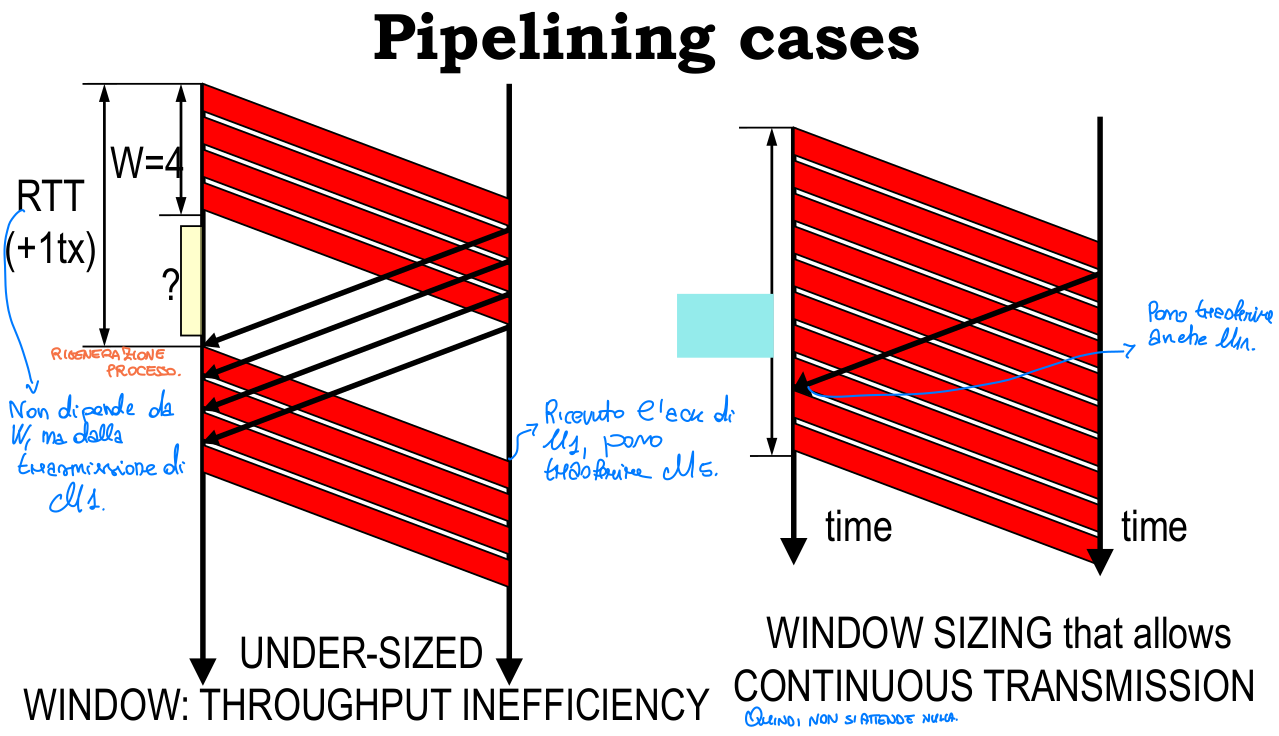 Pipelining cases
W=4
RTT
(+1tx)
?
RIGENERAZIONE
PROCESSO.
Non dipende da
W, ma dalla
trasmissione di
M1.
Ricevuto l'ack di
M1, posso
trasferire M5.
UNDER-SIZED
WINDOW: THROUGHPUT INEFFICIENCY
Posso trasferire
anche
time
time
WINDOW SIZING that allows
CONTINUOUS TRANSMISSION
QUINDI NON SI ATTENDE NULLA.